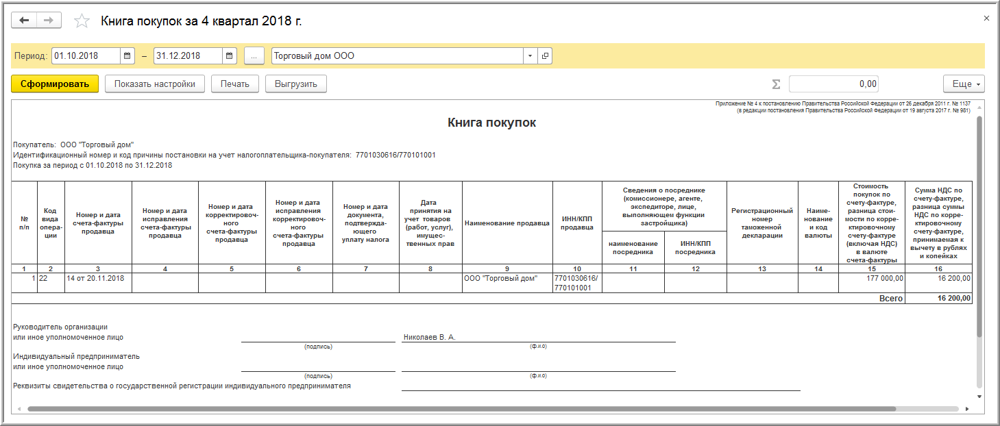 Книга покупок за 4 квартал 2018 г.
Период: 01.10.2018 – 31.12.2018 ... Торговый дом ООО
Сформировать Показать настройки Печать Выгрузить Σ 0,00 Еще
Приложение № 4 к постановлению Правительства Российской Федерации от 26 декабря 2011 г. № 1137
(в редакции постановления Правительства Российской Федерации от 19 августа 2017 г. № 981)
Книга покупок
Покупатель: ООО "Торговый дом"
Идентификационный номер и код причины постановки на учет налогоплательщика-покупателя: 7701030616/770101001
Покупка за период с 01.10.2018 по 31.12.2018
№
п/п
Код
вида
опера-
ции
Номер и дата
счета-фактуры
продавца
Номер и дата
исправления
счета-фактуры
продавца
Номер и дата
корректировоч-
ного
счета-фактуры
продавца
Номер и дата
исправления
корректировоч-
ного
счета-фактуры
продавца
Номер и дата
документа,
подтвержда-
ющего
уплату налога
Дата
принятия на
учет товаров
(работ, услуг),
имущес-
твенных прав
Наименование продавца
ИНН/КПП
продавца
Сведения о посреднике
(комиссионере, агенте,
экспедиторе, лице,
выполняющем функции
застройщика)
наименование
посредника
ИНН/КПП
посредника
Регистрационный
номер
таможенной
декларации
Наиме-
нование
и код
валюты
Стоимость
покупок по
счету-фактуре,
разница стои-
мости по корре-
ктировочному
счету-фактуре
(включая НДС)
в валюте
счета-фактуры
Сумма НДС по
счету-фактуре,
разница суммы
НДС по корре-
ктировочному
счету-фактуре,
принимаемая к
вычету в рублях
и копейках
1 2 3 4 5 6 7 8 9 10 11 12 13 14 15 16
1 22 14 от 20.11.2018 ООО "Торговый дом" 7701030616/ 177 000,00 16 200,00
770101001
Всего 16 200,00
Руководитель организации
или иное уполномоченное лицо Николаев В. А.
(подпись) (ф.и.о)
Индивидуальный предприниматель
или иное уполномоченное лицо
(подпись) (ф.и.о)
Реквизиты свидетельства о государственной регистрации индивидуального предпринимателя